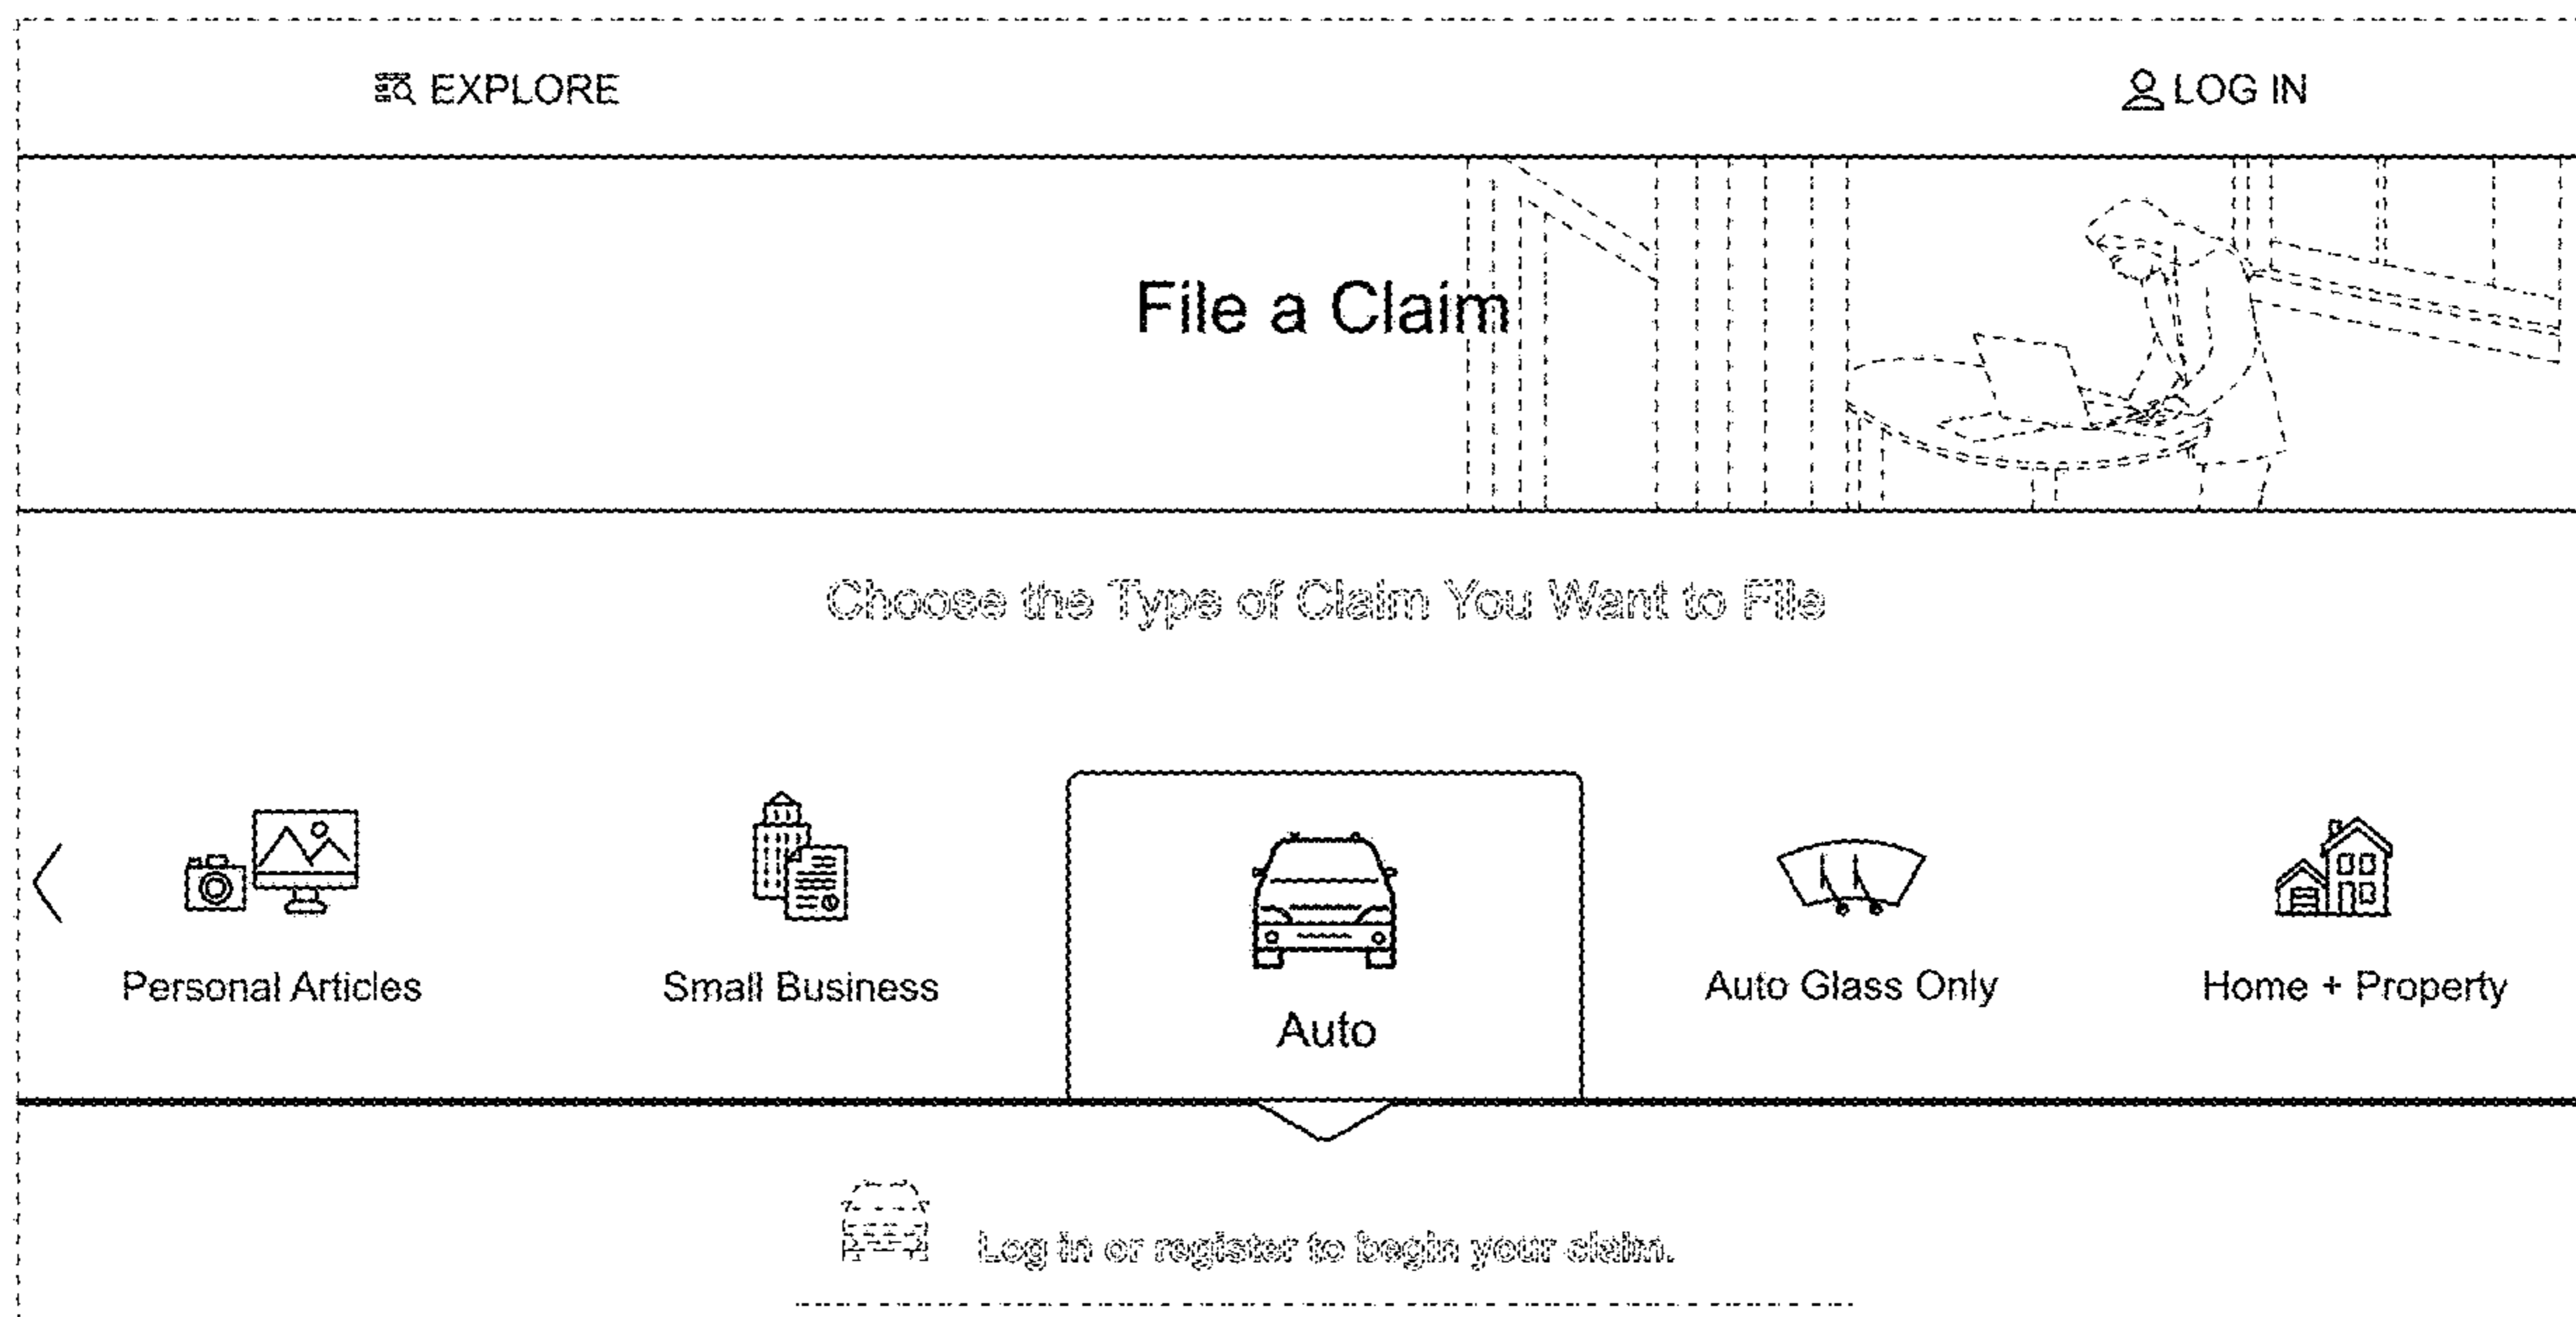 EXPLORE
LOG IN
File a Claim
Choose the Type of Claim You Want to File
Personal Articles
Small Business
Auto
Auto Glass Only
Home + Property
Log in or register to begin your claim.